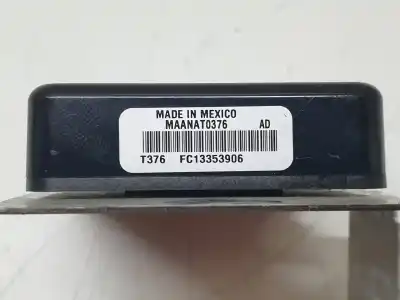 MADE IN MEXICO
MAANAT0376 AD
T376 FC13353906